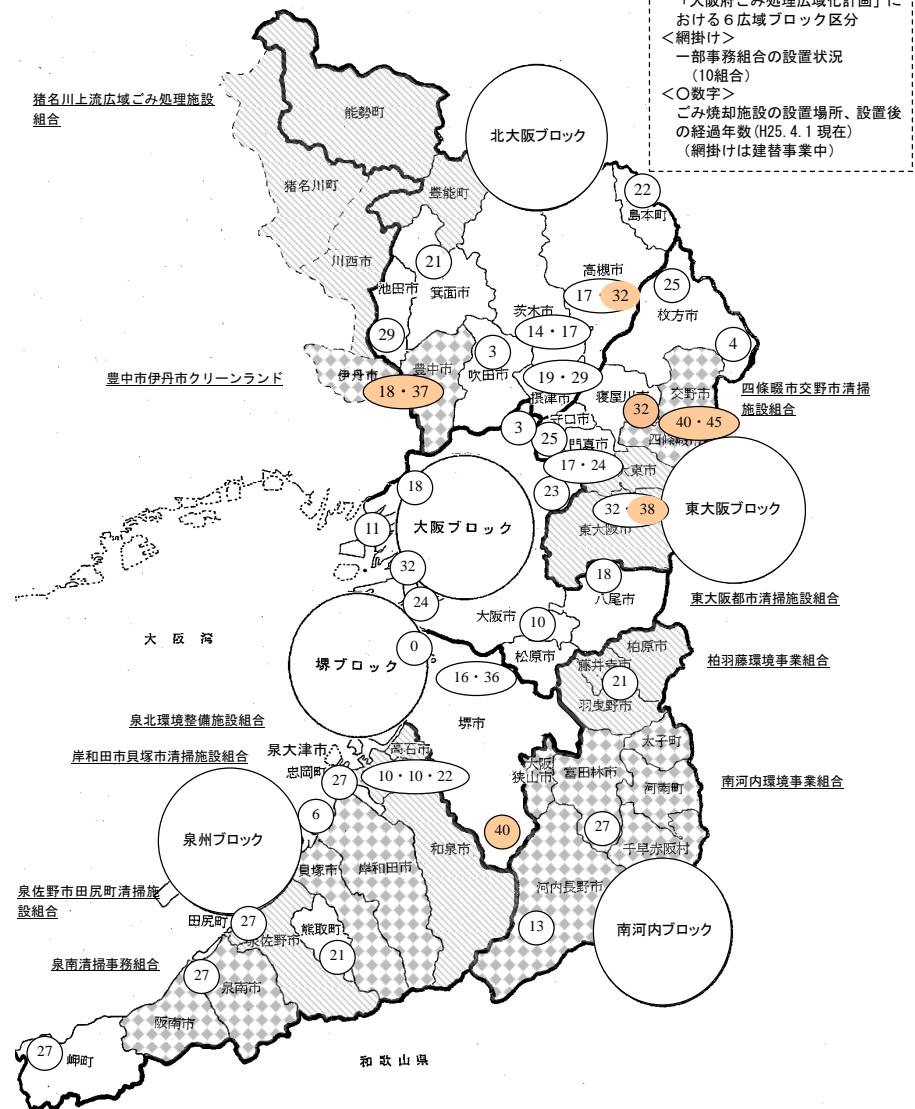 「大阪府ごみ処理広域化計画」に
おける6広域ブロック区分
＜網掛け＞
一部事務組合の設置状況
(10組合)
＜〇数字＞
ごみ焼却施設の設置場所、設置後
の経過年数(H25.4.1 現在)
(網掛けは建替事業中)
猪名川上流広域ごみ処理施設
組合
能勢町
北大阪ブロック
猪名川町
豊能町
22
島本町
川西市
21
高槻市
池田市
箕面市
17・32
25
枚方市
茨木市
14・17
29
3
4
豊中市伊丹市クリーンランド
伊丹市
豊中市
吹田市
19・29
摂津市
寝屋川市
交野市
四條畷市交野市清掃
施設組合
18・37
32
40・45
守口市
3
25
門真市
四條畷市
17・24
大東市
18
23
32・38
東大阪ブロック
11
大阪ブロック
東大阪市
32
18
24
八尾市
東大阪都市清掃施設組合
大阪市
10
大阪湾
0
松原市
柏原市
堺ブロック
藤井寺市
柏羽藤環境事業組合
16・36
21
羽曳野市
泉北環境整備施設組合
堺市
太子町
泉大津市
高石市
岸和田市貝塚市清掃施設組合
忠岡町
大阪
狭山市
富田林市
27
10・10・22
河南町
南河内環境事業組合
6
40
27
泉州ブロック
和泉市
千早赤阪村
貝塚市
岸和田市
河内長野市
泉佐野市田尻町清掃施
設組合
田尻町
27
熊取町
13
南河内ブロック
泉佐野市
21
泉南清掃事務組合
27
泉南市
阪南市
27
岬町
和歌山県